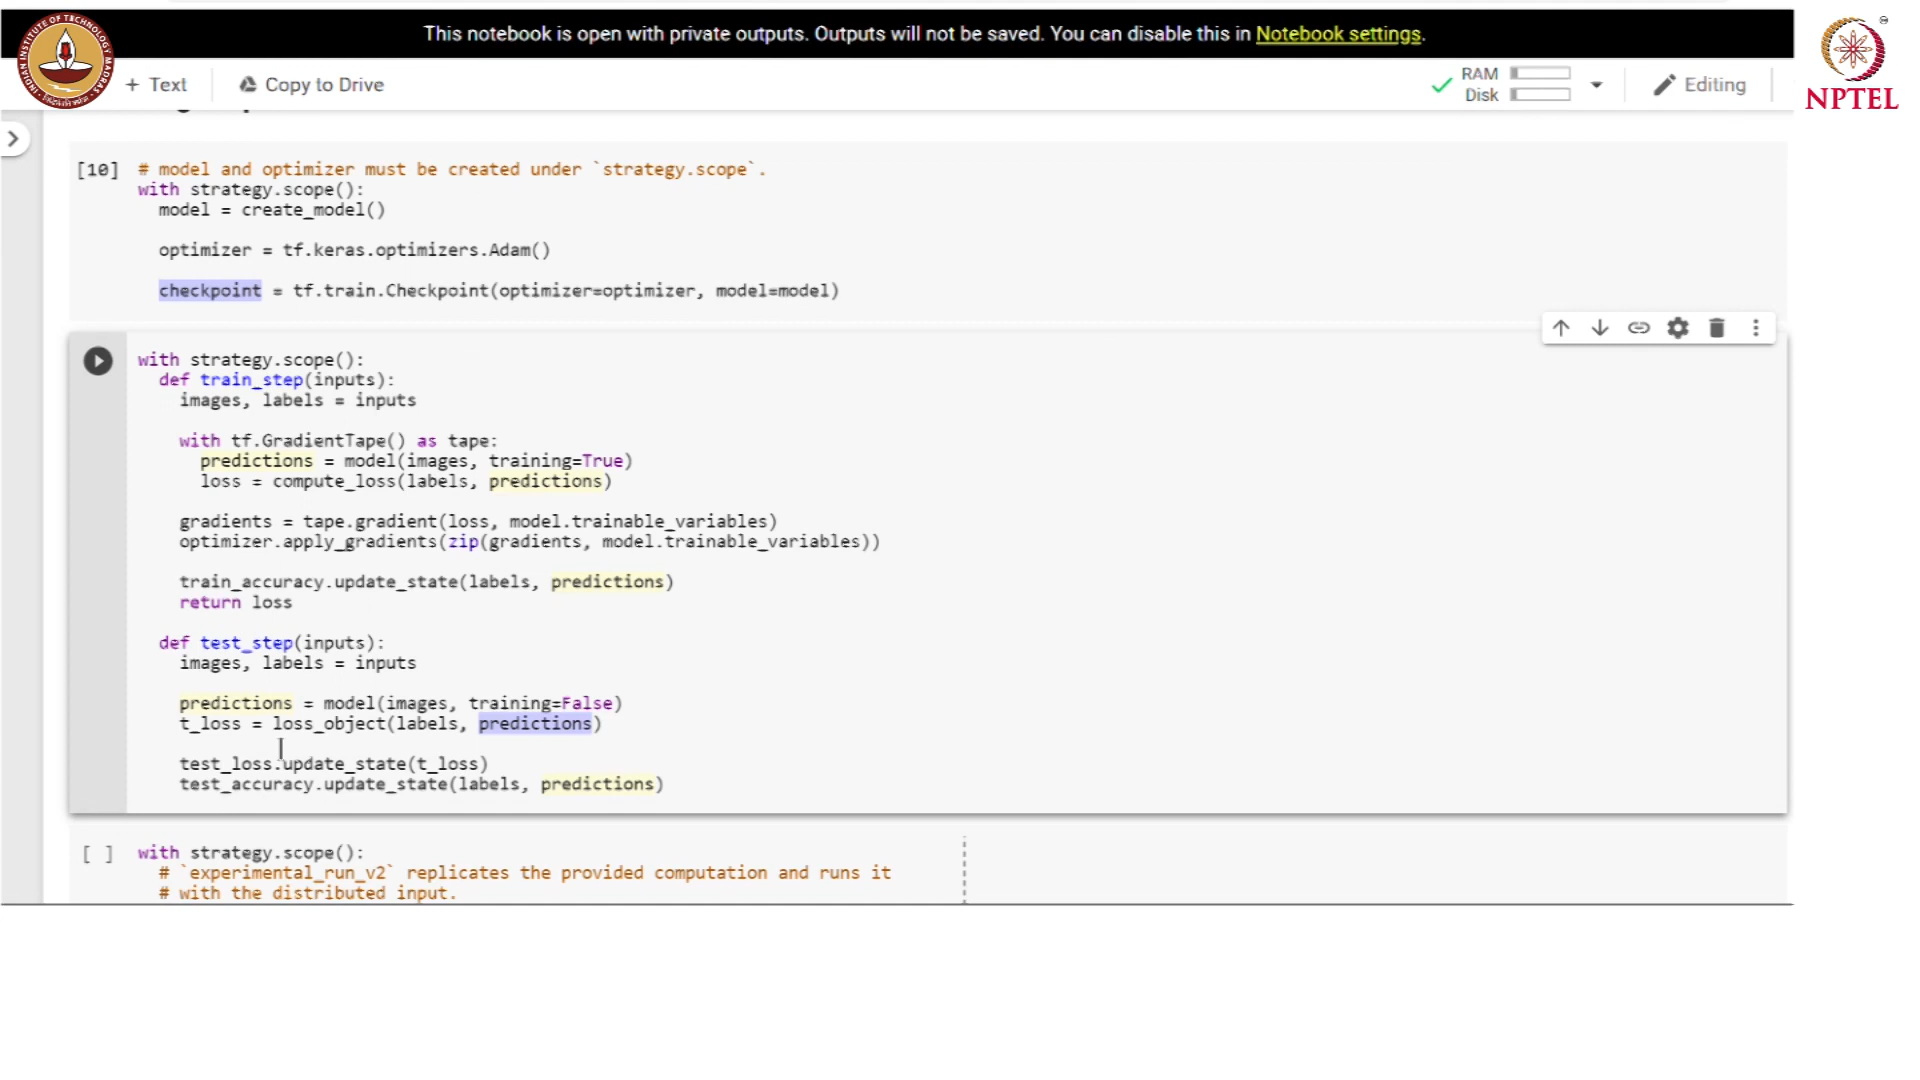 This notebook is open with private outputs. Outputs will not be saved. You can disable this in Notebook settings.
+ Text Copy to Drive RAM Disk Editing
NPTEL
[10] # model and optimizer must be created under `strategy.scope`.
with strategy.scope():
model = create_model()
optimizer = tf.keras.optimizers.Adam()
checkpoint = tf.train.Checkpoint(optimizer=optimizer, model=model)
with strategy.scope():
def train_step(inputs):
images, labels = inputs
with tf.GradientTape() as tape:
predictions = model(images, training=True)
loss = compute_loss(labels, predictions)
gradients = tape.gradient(loss, model.trainable_variables)
optimizer.apply_gradients(zip(gradients, model.trainable_variables))
train_accuracy.update_state(labels, predictions)
return loss
def test_step(inputs):
images, labels = inputs
predictions = model(images, training=False)
t_loss = loss_object(labels, predictions)
test_loss.update_state(t_loss)
test_accuracy.update_state(labels, predictions)
[ ] with strategy.scope():
# `experimental_run_v2` replicates the provided computation and runs it
# with the distributed input.